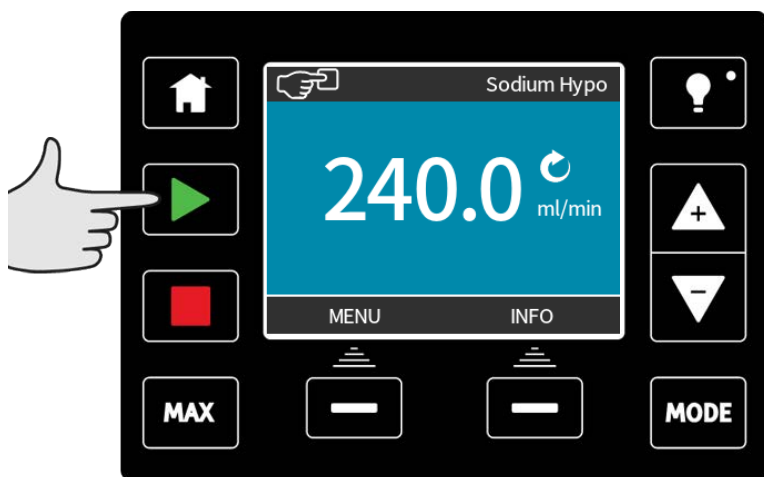 Sodium Hypo
240.0
ml/min
+
−
MENU INFO
MAX
MODE